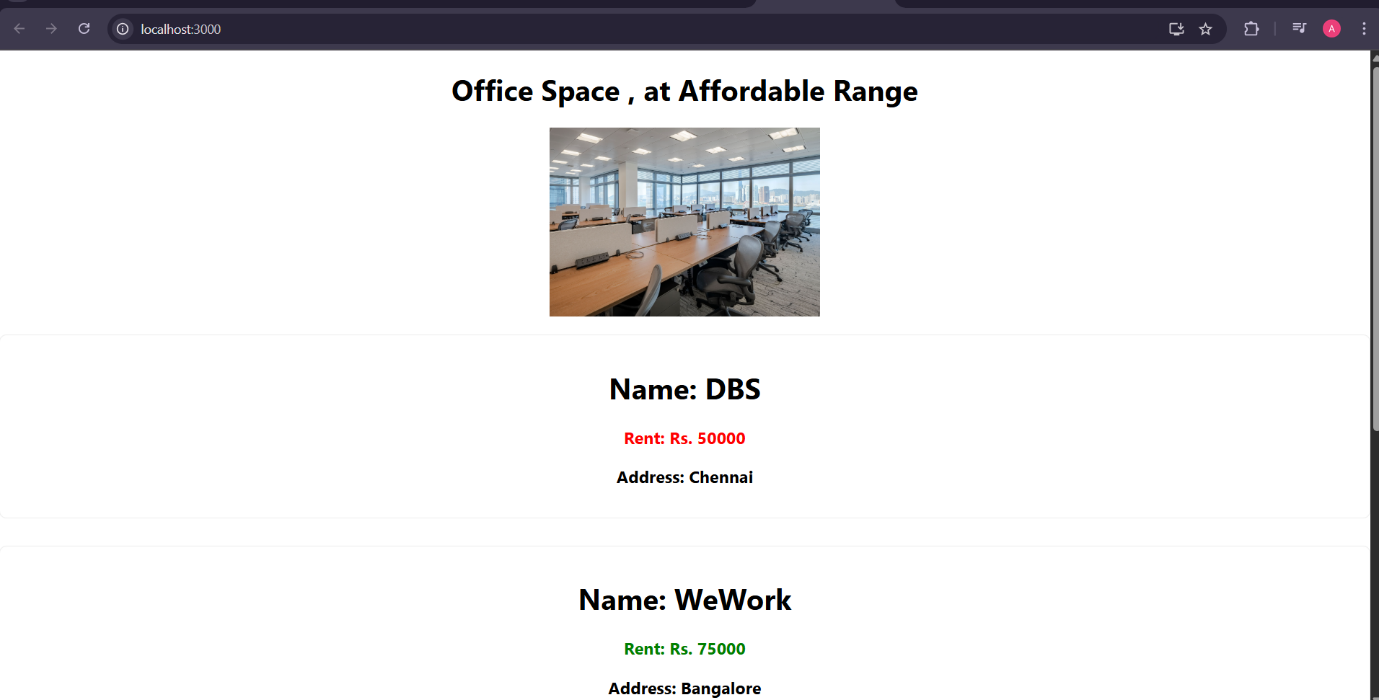 localhost:3000
A
Office Space , at Affordable Range
Name: DBS
Rent: Rs. 50000
Address: Chennai
Name: WeWork
Rent: Rs. 75000
Address: Bangalore